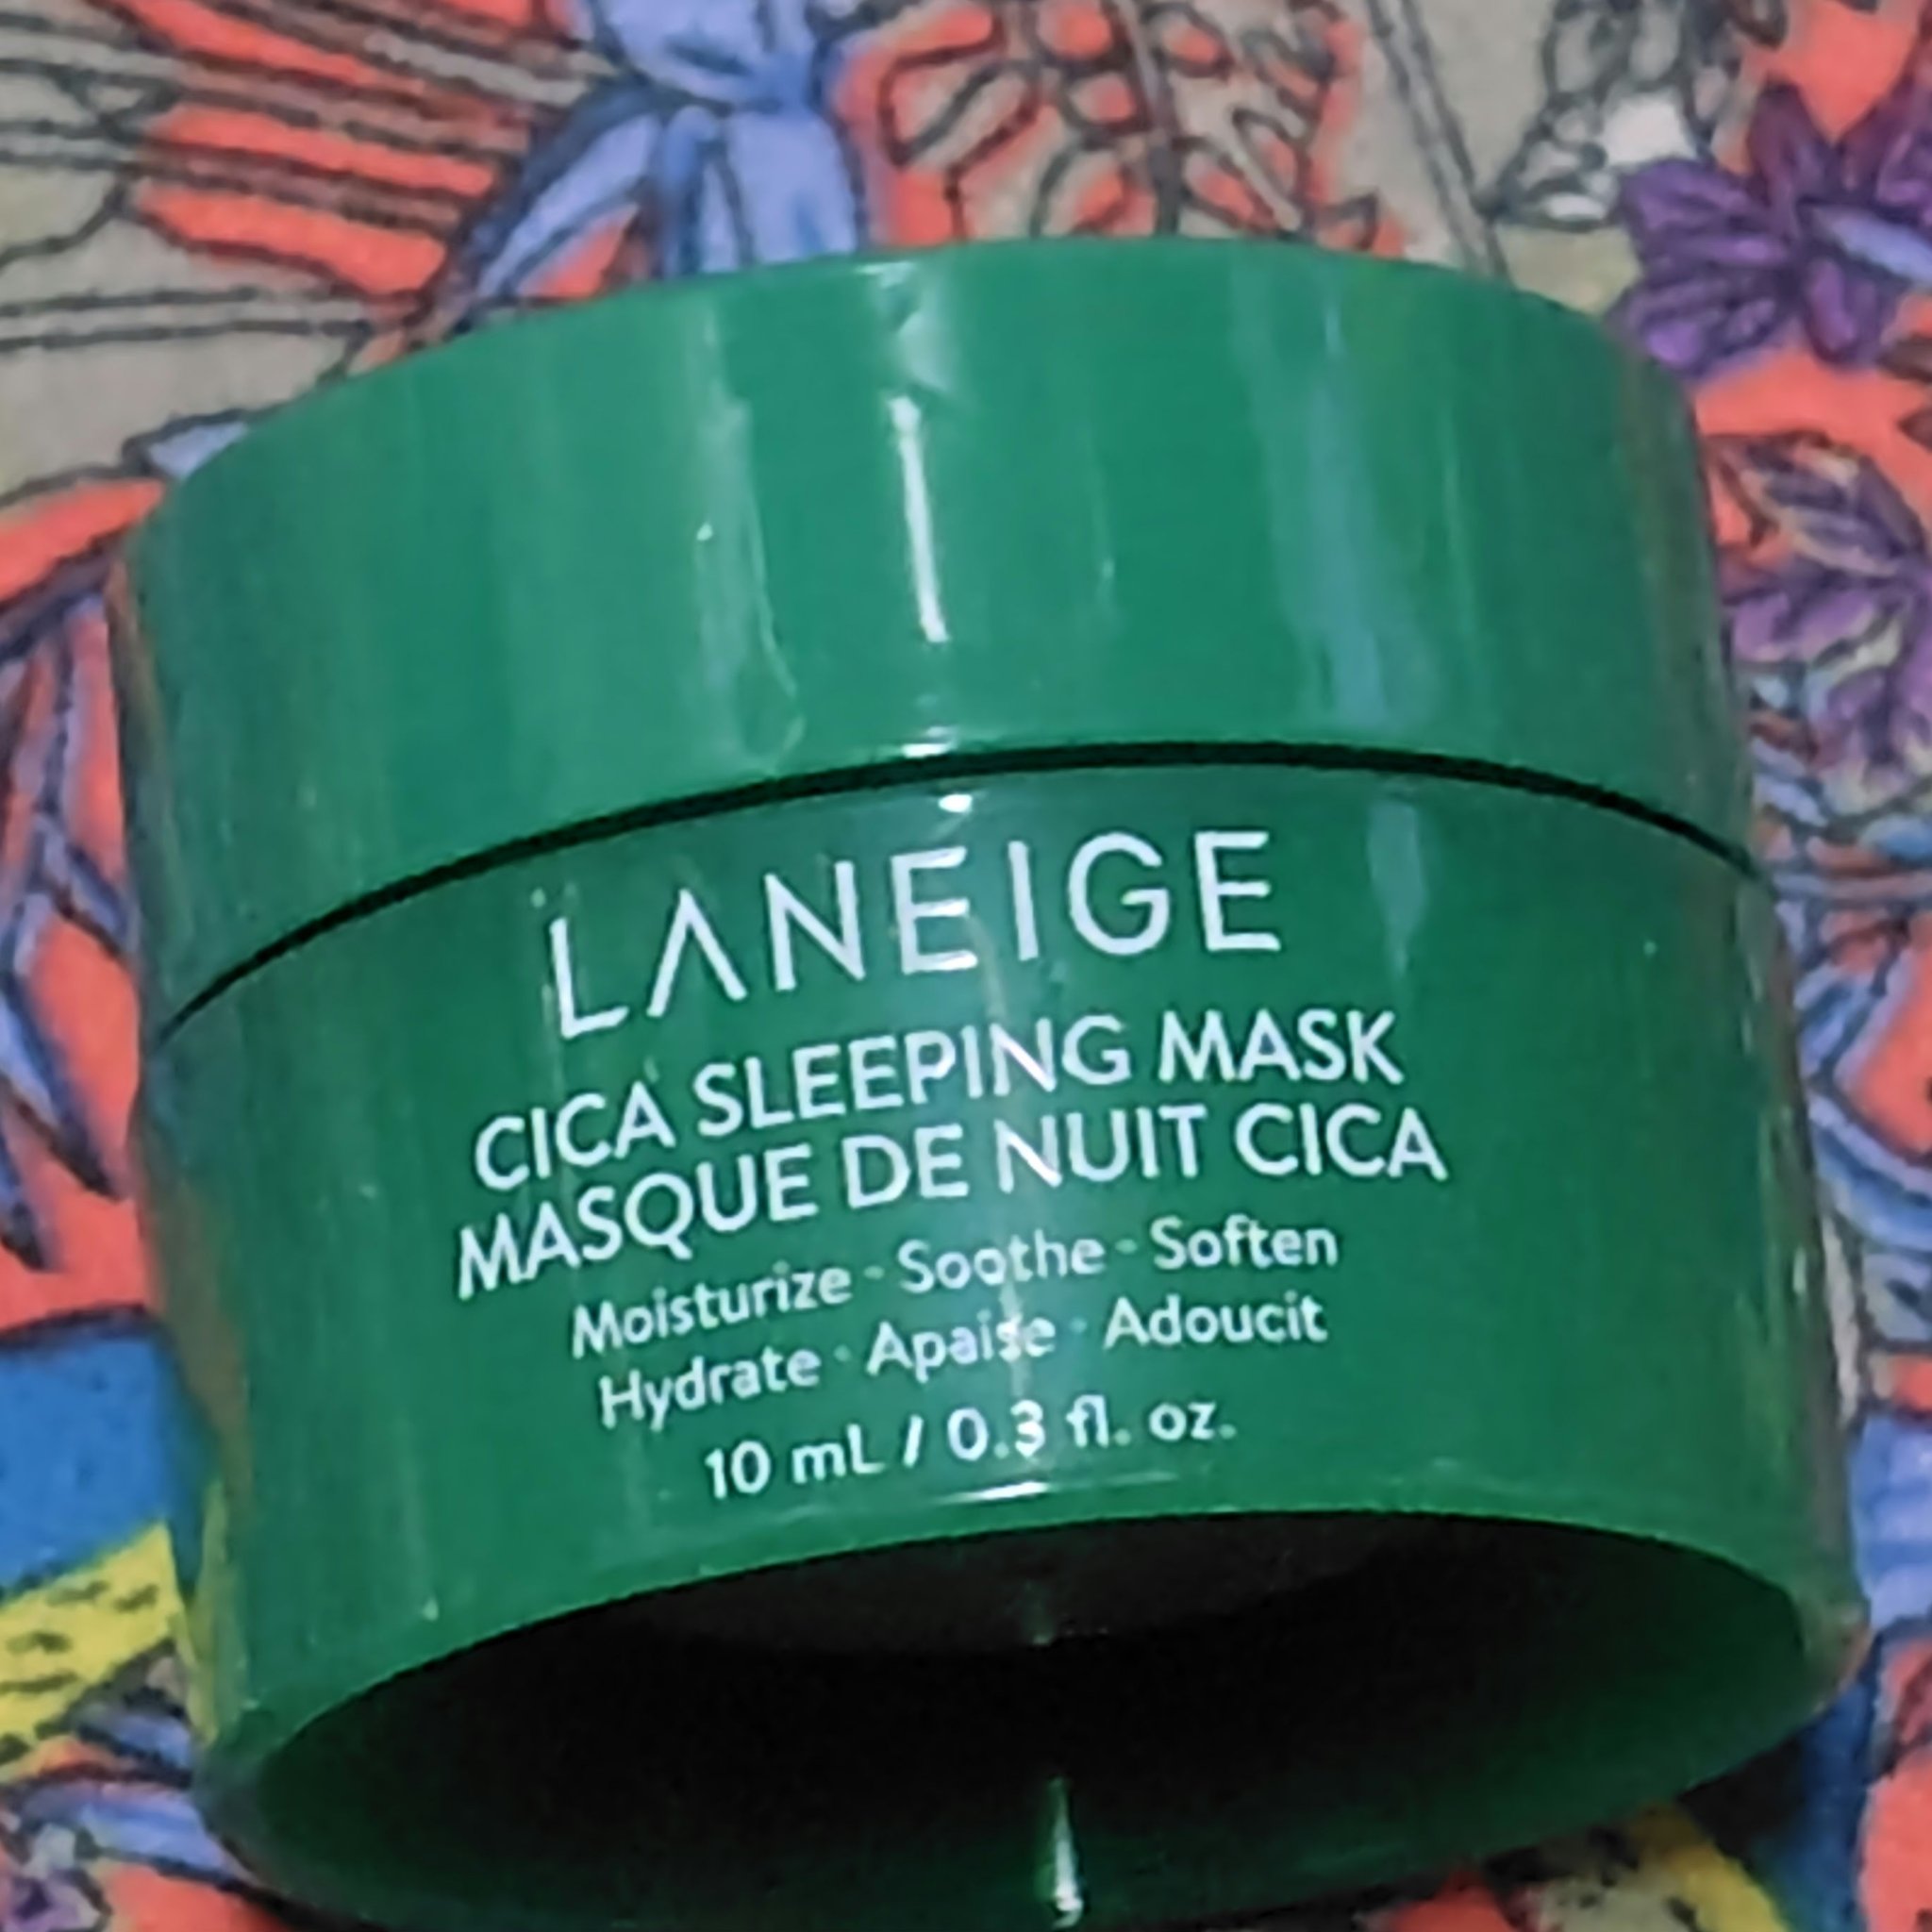 LANEIGE
CICA SLEEPING MASK
MASQUE DE NUIT CICA
Moisturize · Soothe · Soften
Hydrate · Apaise · Adoucit
10 mL / 0.3 fl. oz.